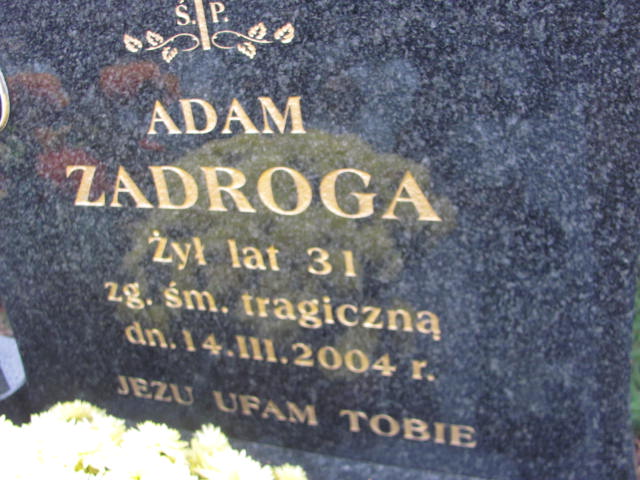 Ś. P.
ADAM
ZADROGA
Żył lat 31
zg. śm. tragiczną
dn. 14.III.2004 r.
JEZU UFAM TOBIE